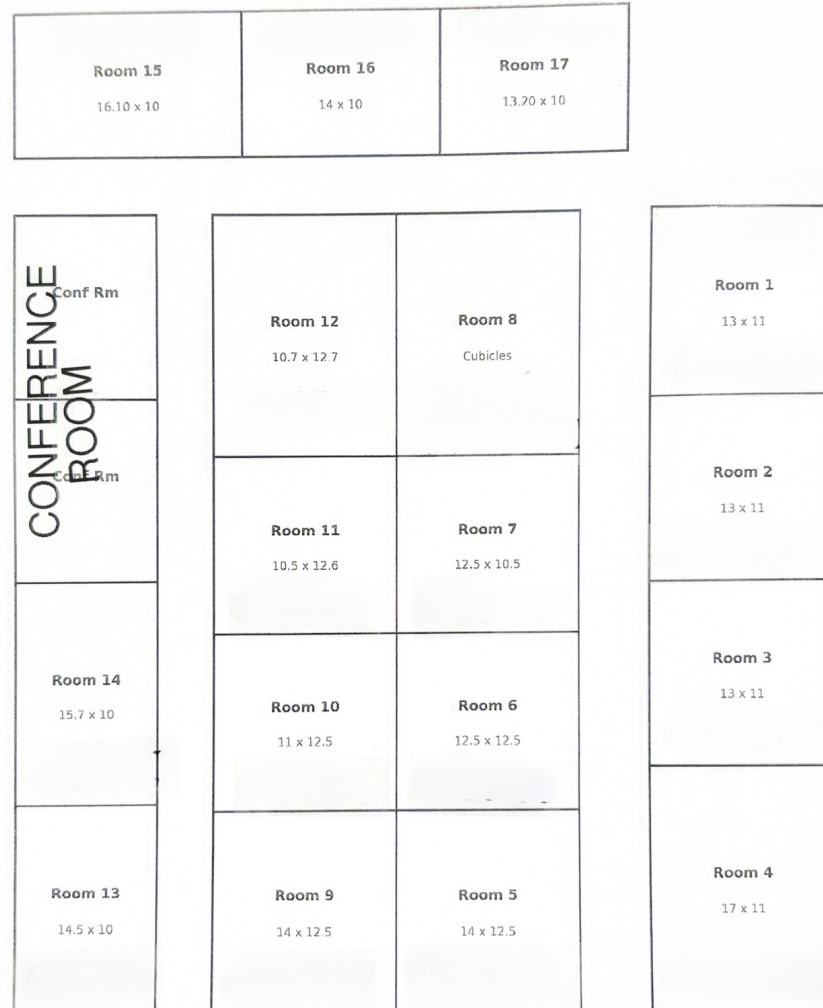 Room 15
16.10 x 10
Room 16
14 x 10
Room 17
13.20 x 10
CONFERENCE
ROOM
Conf Rm
Conf Rm
Room 14
15.7 x 10
Room 13
14.5 x 10
Room 12
10.7 x 12.7
Room 8
Cubicles
Room 11
10.5 x 12.6
Room 7
12.5 x 10.5
Room 10
11 x 12.5
Room 6
12.5 x 12.5
Room 9
14 x 12.5
Room 5
14 x 12.5
Room 1
13 x 11
Room 2
13 x 11
Room 3
13 x 11
Room 4
17 x 11